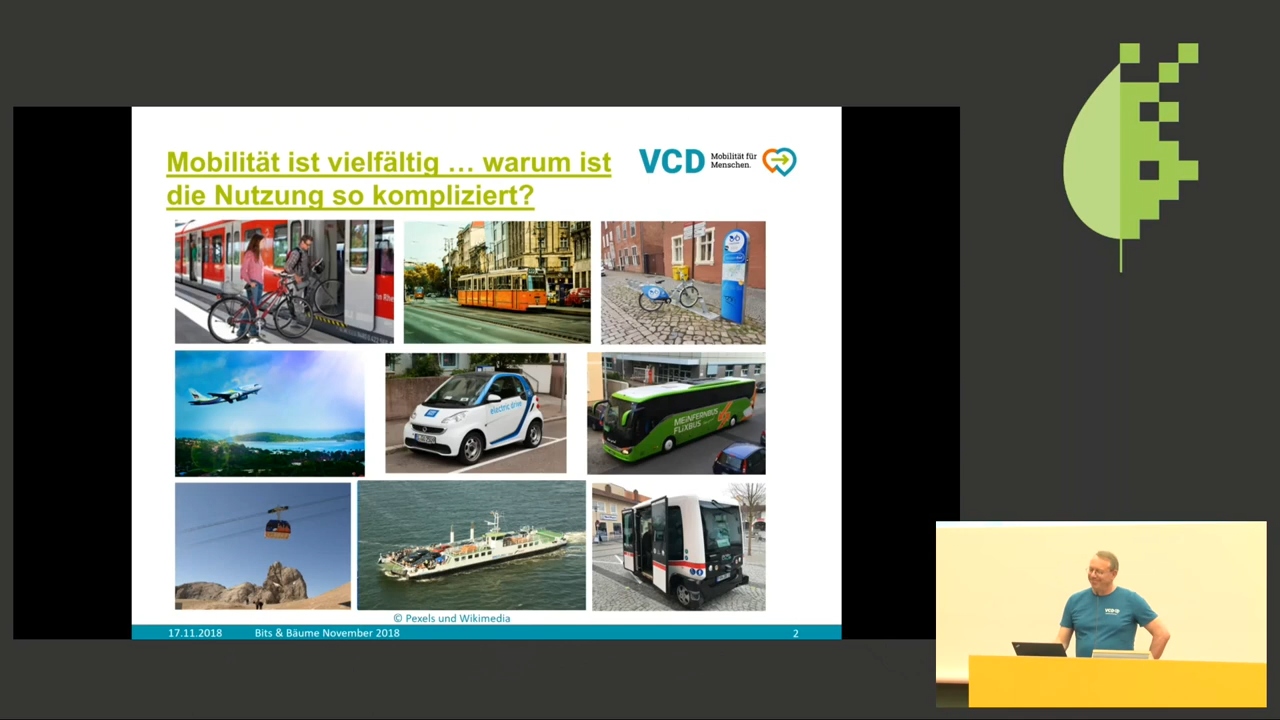 Mobilität ist vielfältig … warum ist
die Nutzung so kompliziert?
VCD
Mobilität für
Menschen.
electric drive
MEINFERNBUS
FLIXBUS
© Pexels und Wikimedia
17.11.2018
Bits & Bäume November 2018
2
VCD